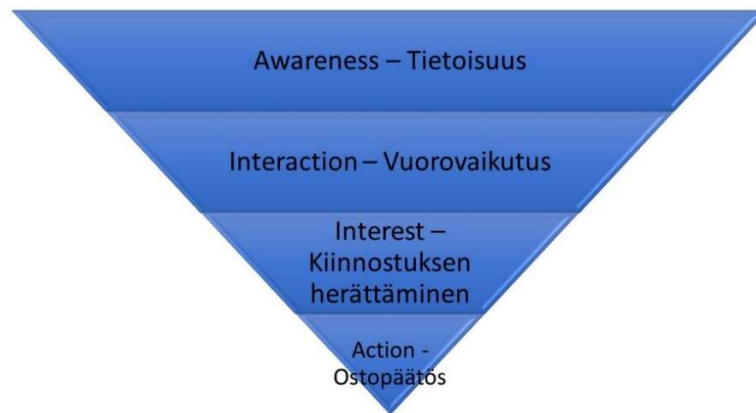 Awareness – Tietoisuus
Interaction – Vuorovaikutus
Interest –
Kiinnostuksen
herättäminen
Action -
Ostopäätös